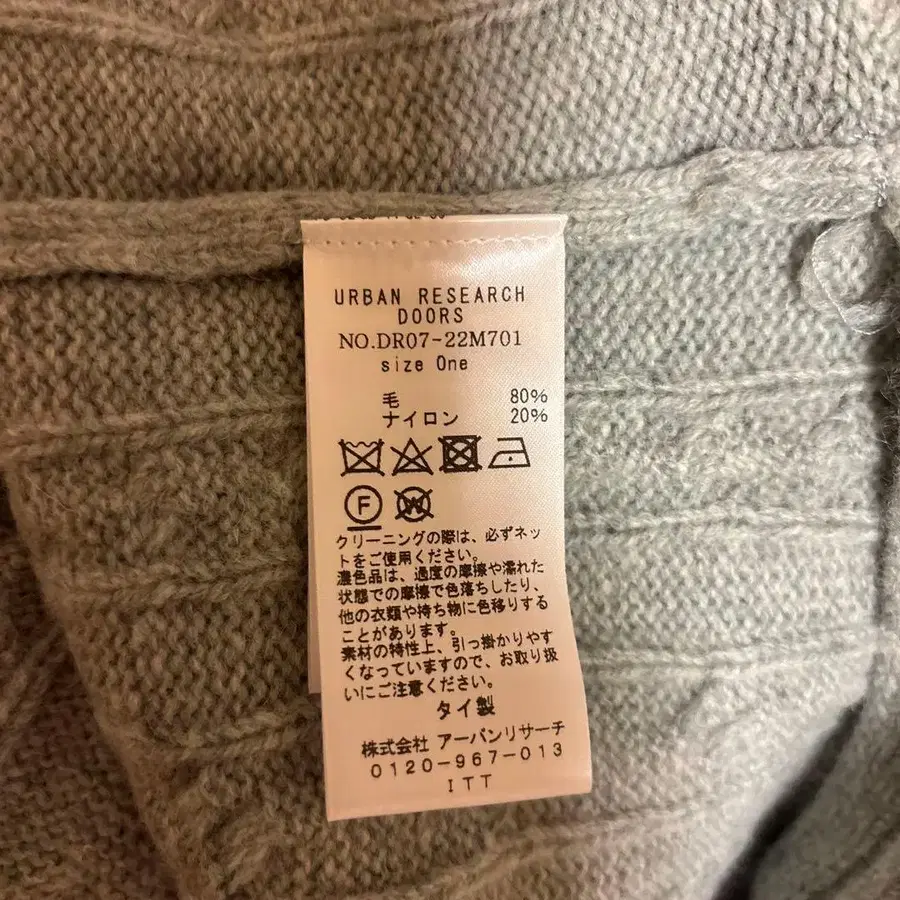 URBAN RESEARCH
DOORS
NO.DR07-22M701
size One
毛 80%
ナイロン 20%
F W
クリーニングの際は、必ずネッ
トをご使用ください。
濃色品は、過度の摩擦や濡れた
状態での摩擦で色落ちしたり、
他の衣類や持ち物に色移りする
ことがあります。
素材の特性上、引っ掛かりやす
くなっていますので、お取り扱
いにご注意ください。
タイ製
株式会社 アーバンリサーチ
0120-967-013
ITT